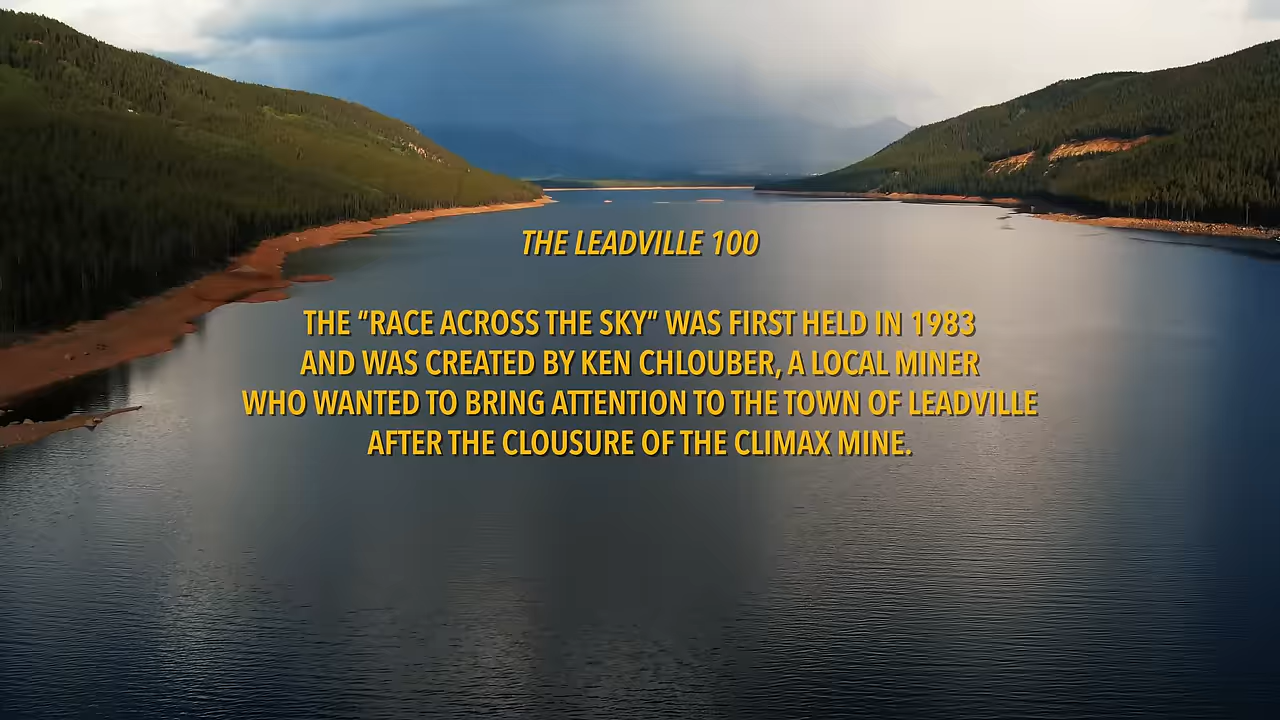 THE LEADVILLE 100
THE “RACE ACROSS THE SKY” WAS FIRST HELD IN 1983
AND WAS CREATED BY KEN CHLOUBER, A LOCAL MINER
WHO WANTED TO BRING ATTENTION TO THE TOWN OF LEADVILLE
AFTER THE CLOUSURE OF THE CLIMAX MINE.